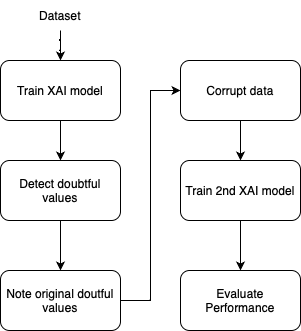 Dataset
Train XAI model
Detect doubtful
values
Note original doutful
values
Corrupt data
Train 2nd XAI model
Evaluate
Performance